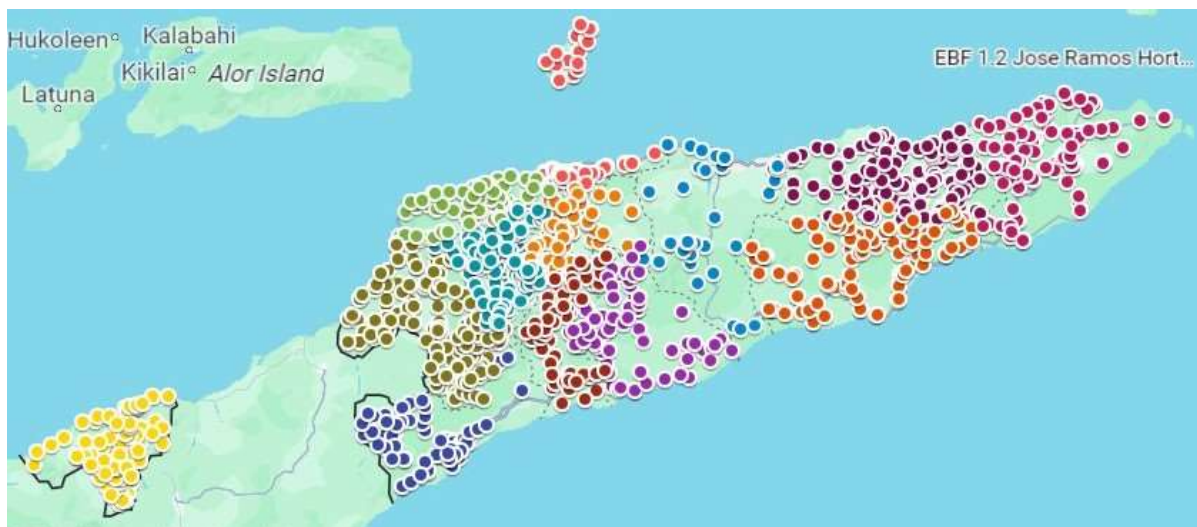 Hukoleen
Kalabahi
Kikilai
Alor Island
Latuna
EBF 1.2 Jose Ramos Hort...